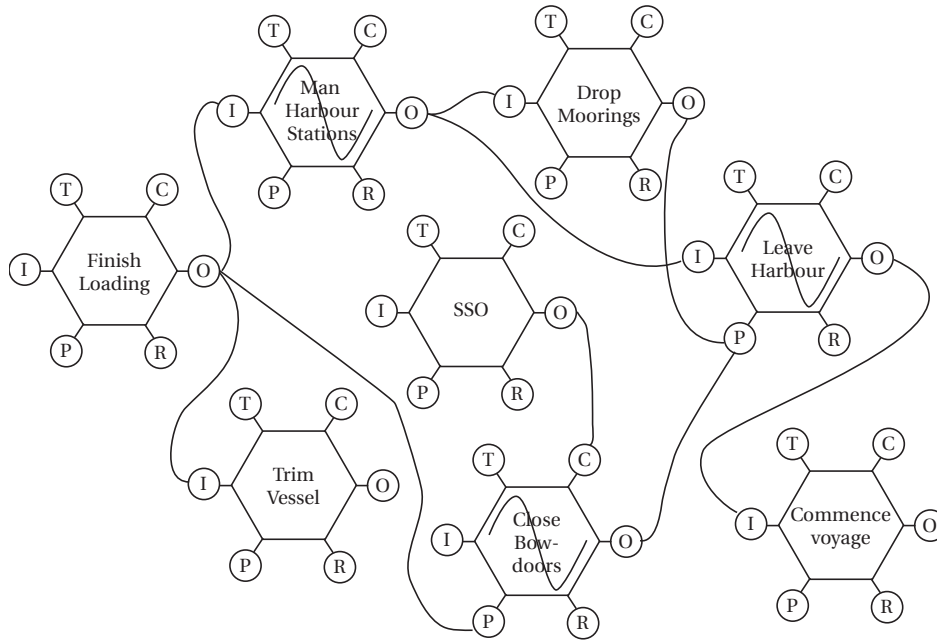 T
C
I
Man
Harbour
Stations
O
P
R
T
C
I
Drop
Moorings
O
P
R
T
C
I
Finish
Loading
O
P
R
T
C
I
SSO
O
P
R
T
C
I
Leave
Harbour
O
P
R
T
C
I
Trim
Vessel
O
P
R
T
C
I
Close
Bow-
doors
O
P
R
T
C
I
Commence
voyage
O
P
R